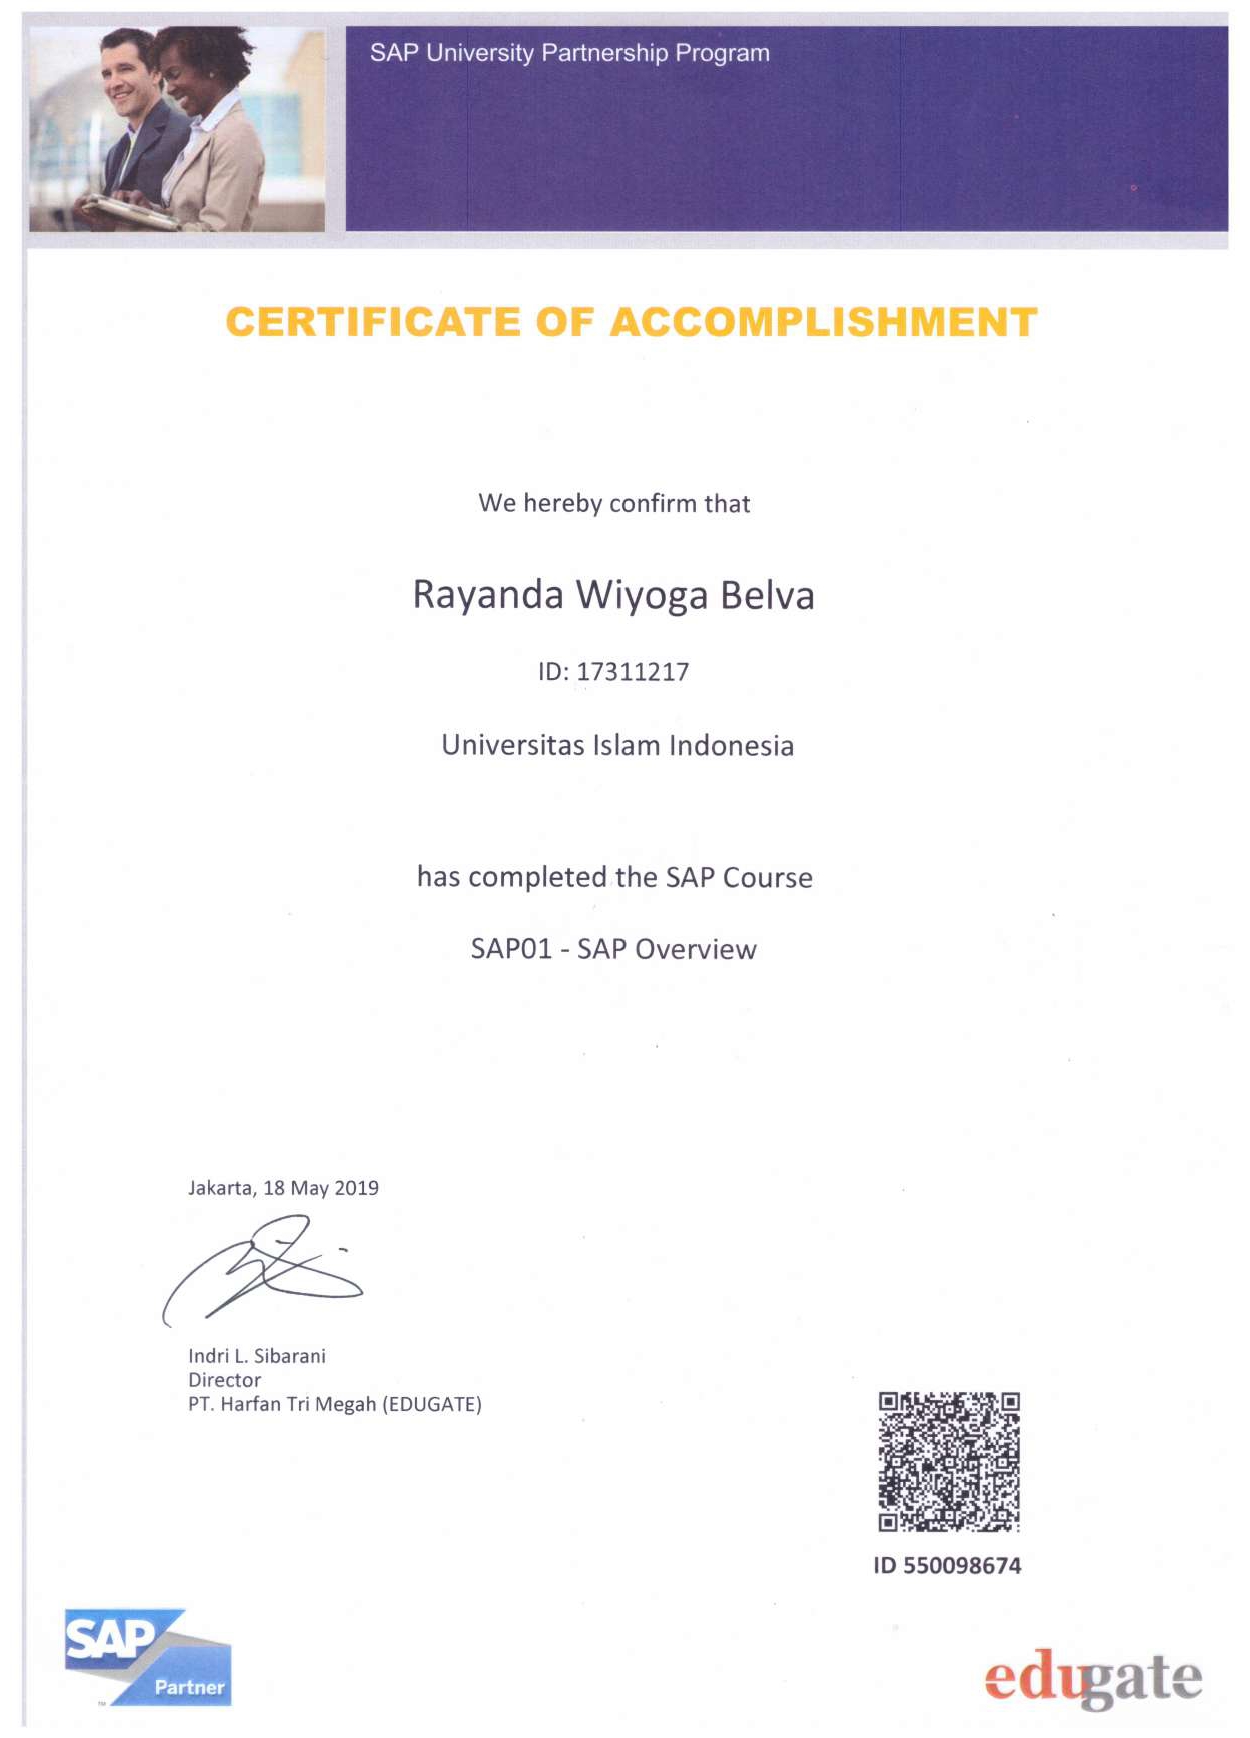 SAP University Partnership Program
CERTIFICATE OF ACCOMPLISHMENT
We hereby confirm that
Rayanda Wiyoga Belva
ID: 17311217
Universitas Islam Indonesia
has completed the SAP Course
SAP01 - SAP Overview
Jakarta, 18 May 2019
Indri L. Sibarani
Director
PT. Harfan Tri Megah (EDUGATE)
ID 550098674
SAP
Partner
TM
edugate